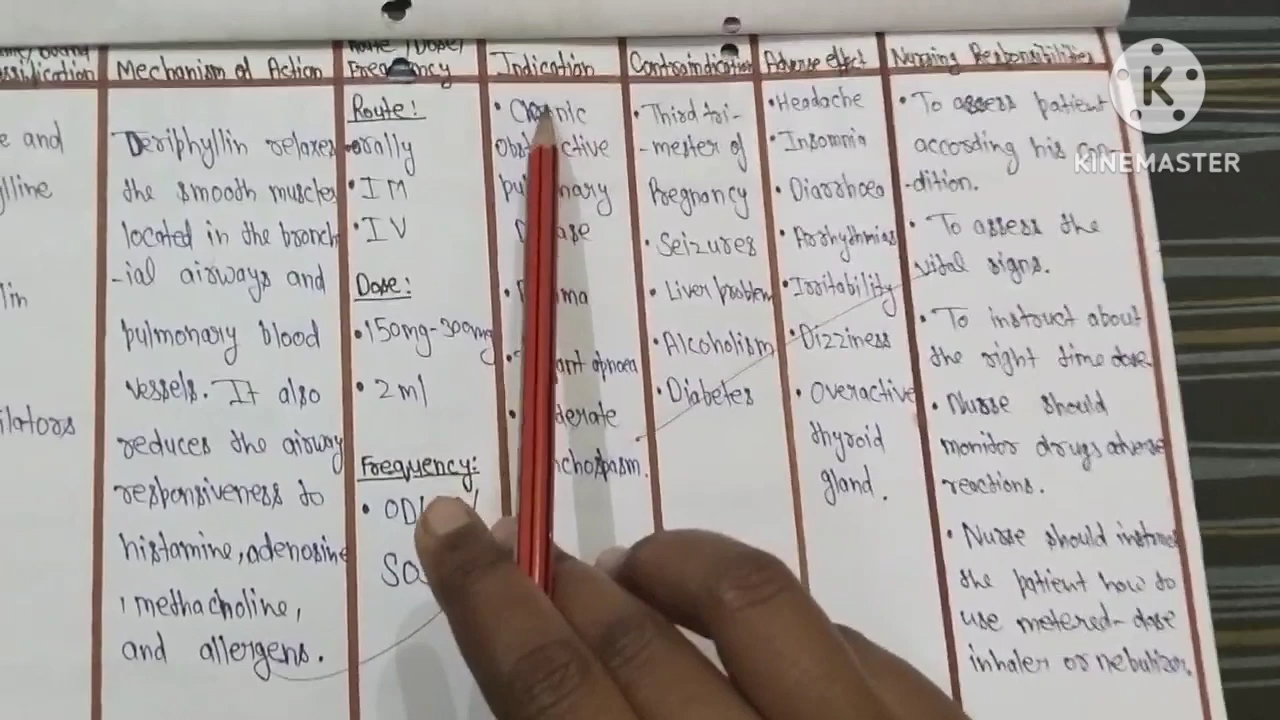 Mechanism of Action
Deriphyllin relaxes
the smooth muscles
located in the bronch
-ial airways and
pulmonary blood
vessels. It also
reduces the airway
responsiveness to
histamine, adenosine
, methacholine,
and allergens.
Route / Dose /
Frequency
Route:
•orally
•IM
•IV
Dose:
•150mg-300mg
•2ml
Frequency:
• OD/
Indication
•Chronic
pulmonary
apnoea
Contraindication
•Third tri-
-mester of
Pregnancy
•Seizures
•Liver problem
•Alcoholism
•Diabetes
Adverse effect
•Headache
•Insomnia
•Diarrhoea
•Arrhythmias
•Irritability
•Dizziness
•Overactive
thyroid
gland.
Nursing Responsibilities
•To assess patient
according his
-dition.
•To assess the
vital signs.
•To instruct about
the right time dose
•Nurse should
monitor drugs adverse
reactions.
•Nurse should instruct
the patient how to
use metered-dose
inhaler or nebulizer.
and
K
KINEMASTER